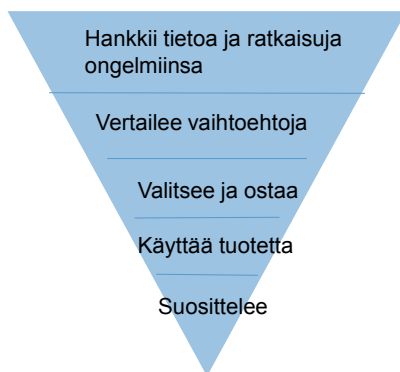 Hankkii tietoa ja ratkaisuja
ongelmiinsa
Vertailee vaihtoehtoja
Valitsee ja ostaa
Käyttää tuotetta
Suosittelee